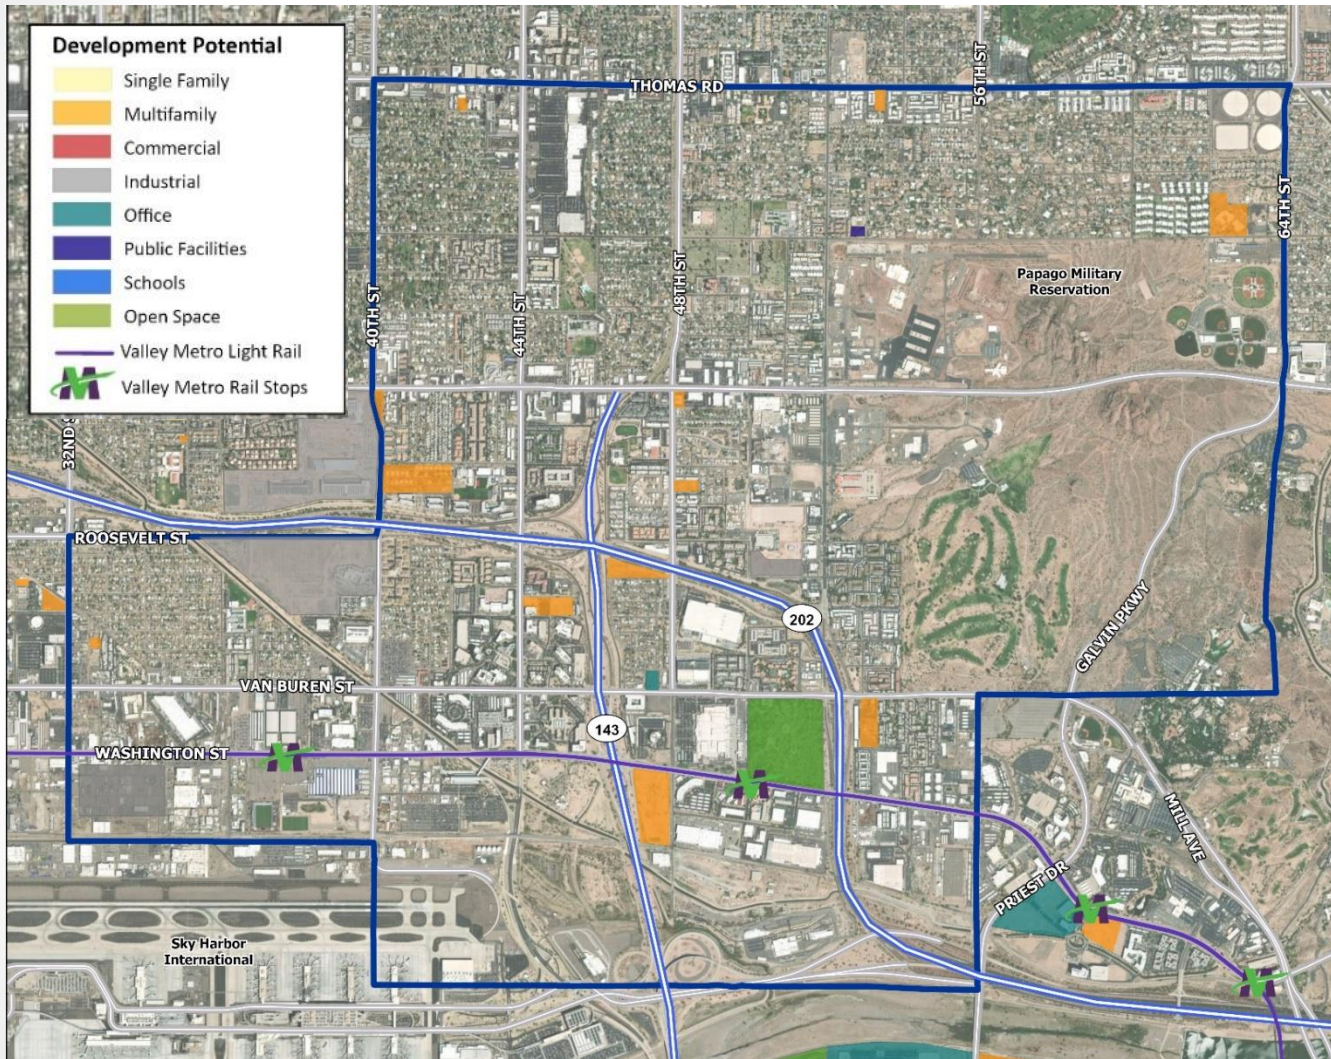 Development Potential
Single Family
Multifamily
Commercial
Industrial
Office
Public Facilities
Schools
Open Space
Valley Metro Light Rail
Valley Metro Rail Stops
THOMAS RD
56TH ST
64TH ST
40TH ST
44TH ST
48TH ST
Papago Military
Reservation
32ND
ROOSEVELT ST
202
GALVIN PKWY
VAN BUREN ST
143
WASHINGTON ST
MILL AVE
PRIEST DR
Sky Harbor
International